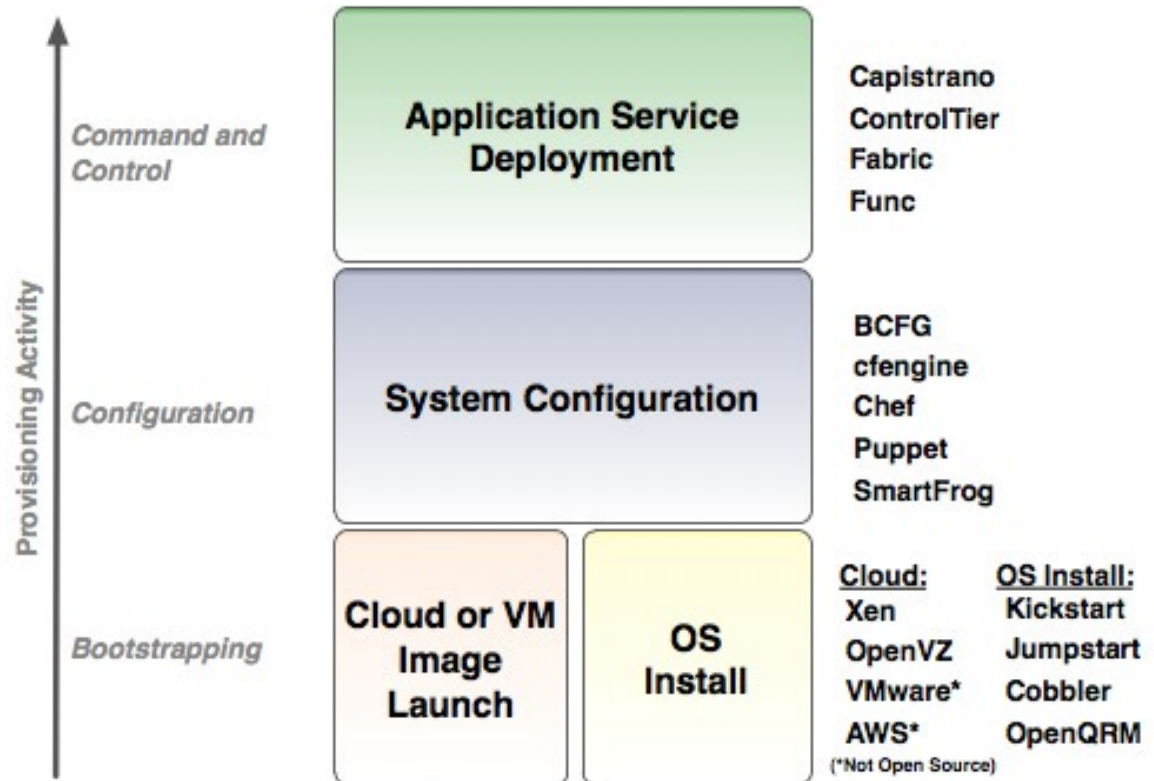 Provisioning Activity
Command and
Control
Application Service
Deployment
Capistrano
ControlTier
Fabric
Func
Configuration
System Configuration
BCFG
cfengine
Chef
Puppet
SmartFrog
Bootstrapping
Cloud or VM
Image
Launch
OS
Install
Cloud:
Xen
OpenVZ
VMware*
AWS*
(*Not Open Source)
OS Install:
Kickstart
Jumpstart
Cobbler
OpenQRM